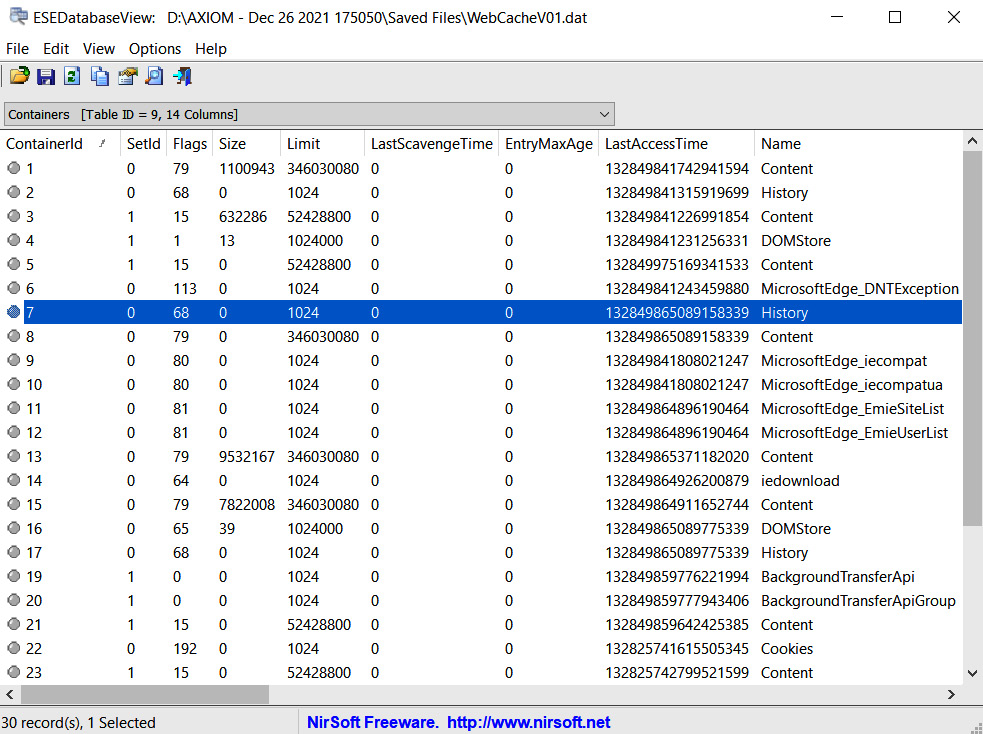 ESEDatabaseView: D:\AXIOM - Dec 26 2021 175050\Saved Files\WebCacheV01.dat
File Edit View Options Help
Containers [Table ID = 9, 14 Columns]
ContainerId SetId Flags Size Limit LastScavengeTime EntryMaxAge LastAccessTime Name
1 0 79 1100943 346030080 0 0 132849841742941594 Content
2 0 68 0 1024 0 0 132849841315919699 History
3 1 15 632286 52428800 0 0 132849841226991854 Content
4 1 1 13 1024000 0 0 132849841231256331 DOMStore
5 1 15 0 52428800 0 0 132849975169341533 Content
6 0 113 0 1024 0 0 132849841243459880 MicrosoftEdge_DNTException
7 0 68 0 1024 0 0 132849865089158339 History
8 0 79 0 346030080 0 0 132849865089158339 Content
9 0 80 0 1024 0 0 132849841808021247 MicrosoftEdge_iecompat
10 0 80 0 1024 0 0 132849841808021247 MicrosoftEdge_iecompatua
11 0 81 0 1024 0 0 132849864896190464 MicrosoftEdge_EmieSiteList
12 0 81 0 1024 0 0 132849864896190464 MicrosoftEdge_EmieUserList
13 0 79 9532167 346030080 0 0 132849865371182020 Content
14 0 64 0 1024 0 0 132849864926200879 iedownload
15 0 79 7822008 346030080 0 0 132849864911652744 Content
16 0 65 39 1024000 0 0 132849865089775339 DOMStore
17 0 68 0 1024 0 0 132849865089775339 History
19 1 0 0 1024 0 0 132849859776221994 BackgroundTransferApi
20 1 0 0 1024 0 0 132849859777943406 BackgroundTransferApiGroup
21 1 15 0 52428800 0 0 132849859642425385 Content
22 0 192 0 1024 0 0 132825741615505345 Cookies
23 1 15 0 52428800 0 0 132825742799521599 Content
30 record(s), 1 Selected NirSoft Freeware. http://www.nirsoft.net